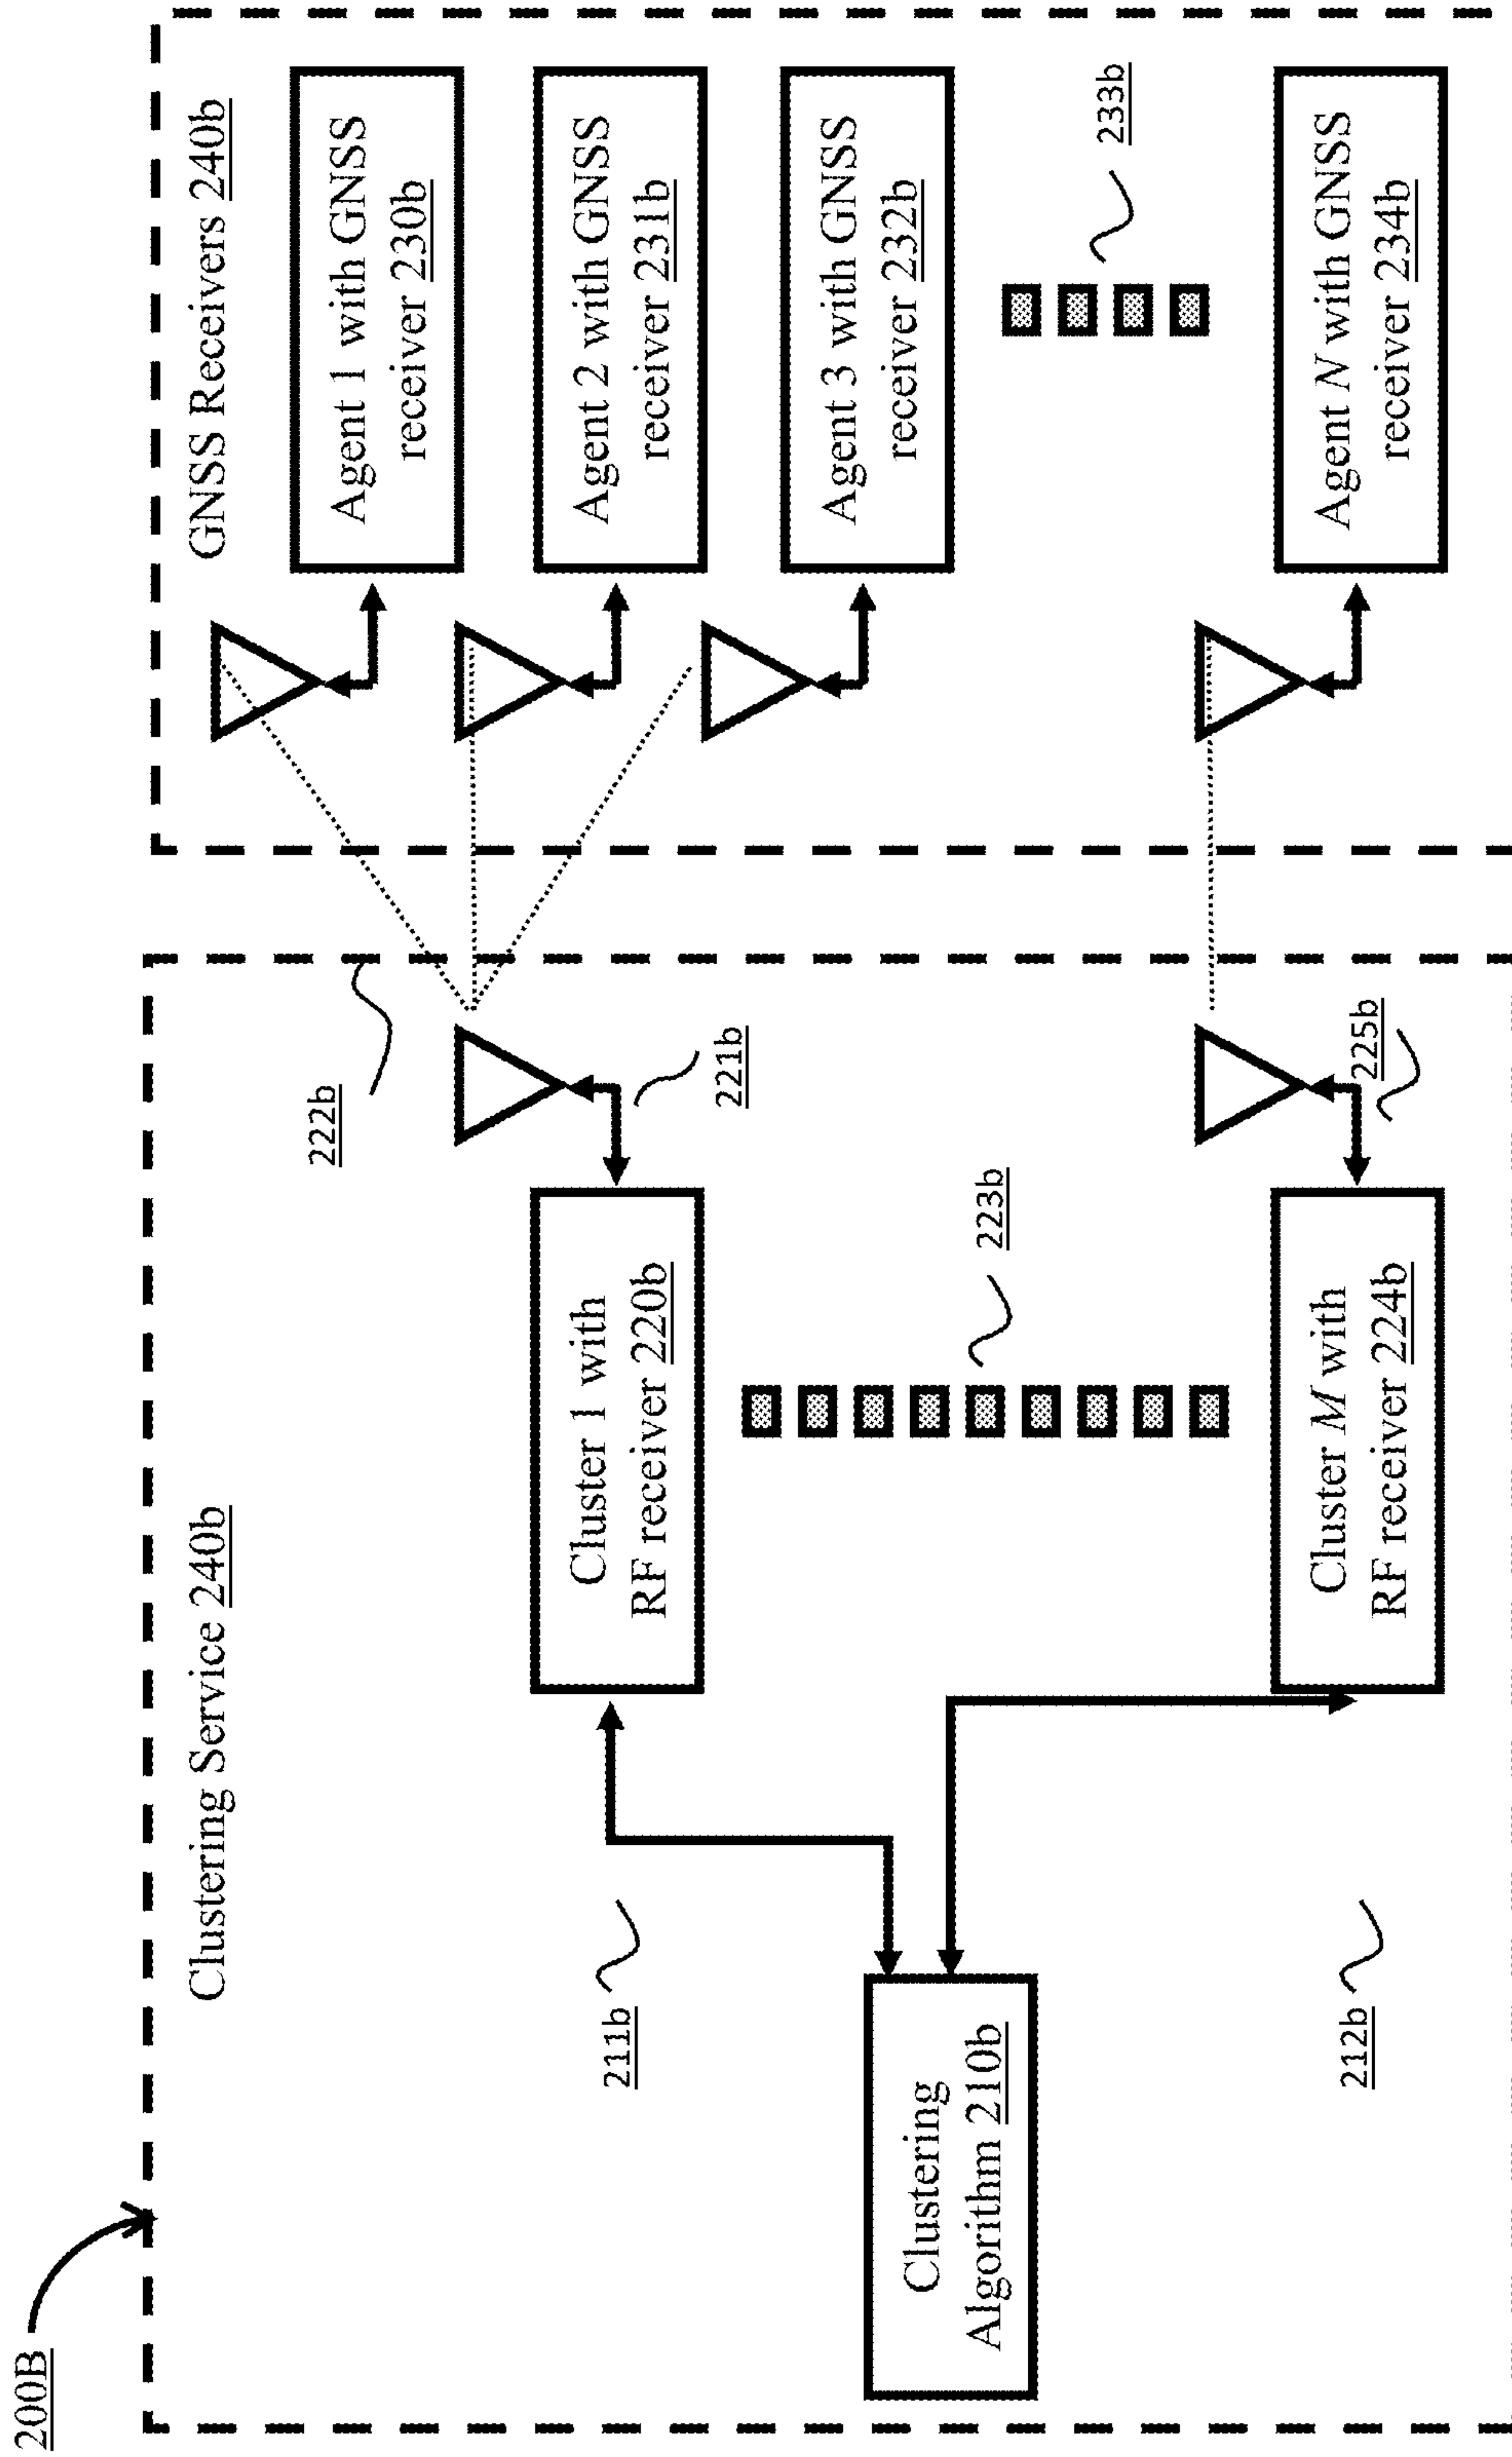 200B
Clustering Service 240b
Clustering
Algorithm 210b
211b
212b
Cluster 1 with
RF receiver 220b
223b
Cluster M with
RF receiver 224b
222b
221b
225b
GNSS Receivers 240b
Agent 1 with GNSS
receiver 230b
Agent 2 with GNSS
receiver 231b
Agent 3 with GNSS
receiver 232b
233b
Agent N with GNSS
receiver 234b